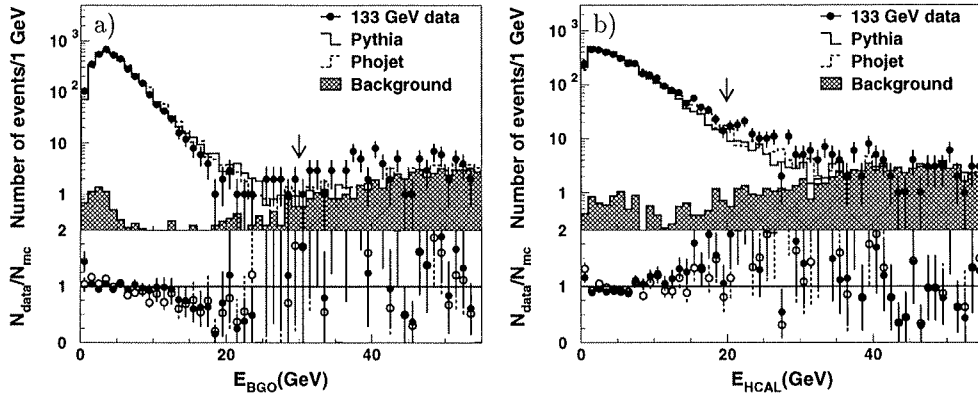 a)
133 GeV data
Pythia
Phojet
Background
Number of events/1 GeV
10³
10²
10
1
N_data/N_mc
2
1
0
0 20 40
E_BGO(GeV)
b)
133 GeV data
Pythia
Phojet
Background
Number of events/1 GeV
10³
10²
10
1
N_data/N_mc
2
1
0
0 20 40
E_HCAL(GeV)